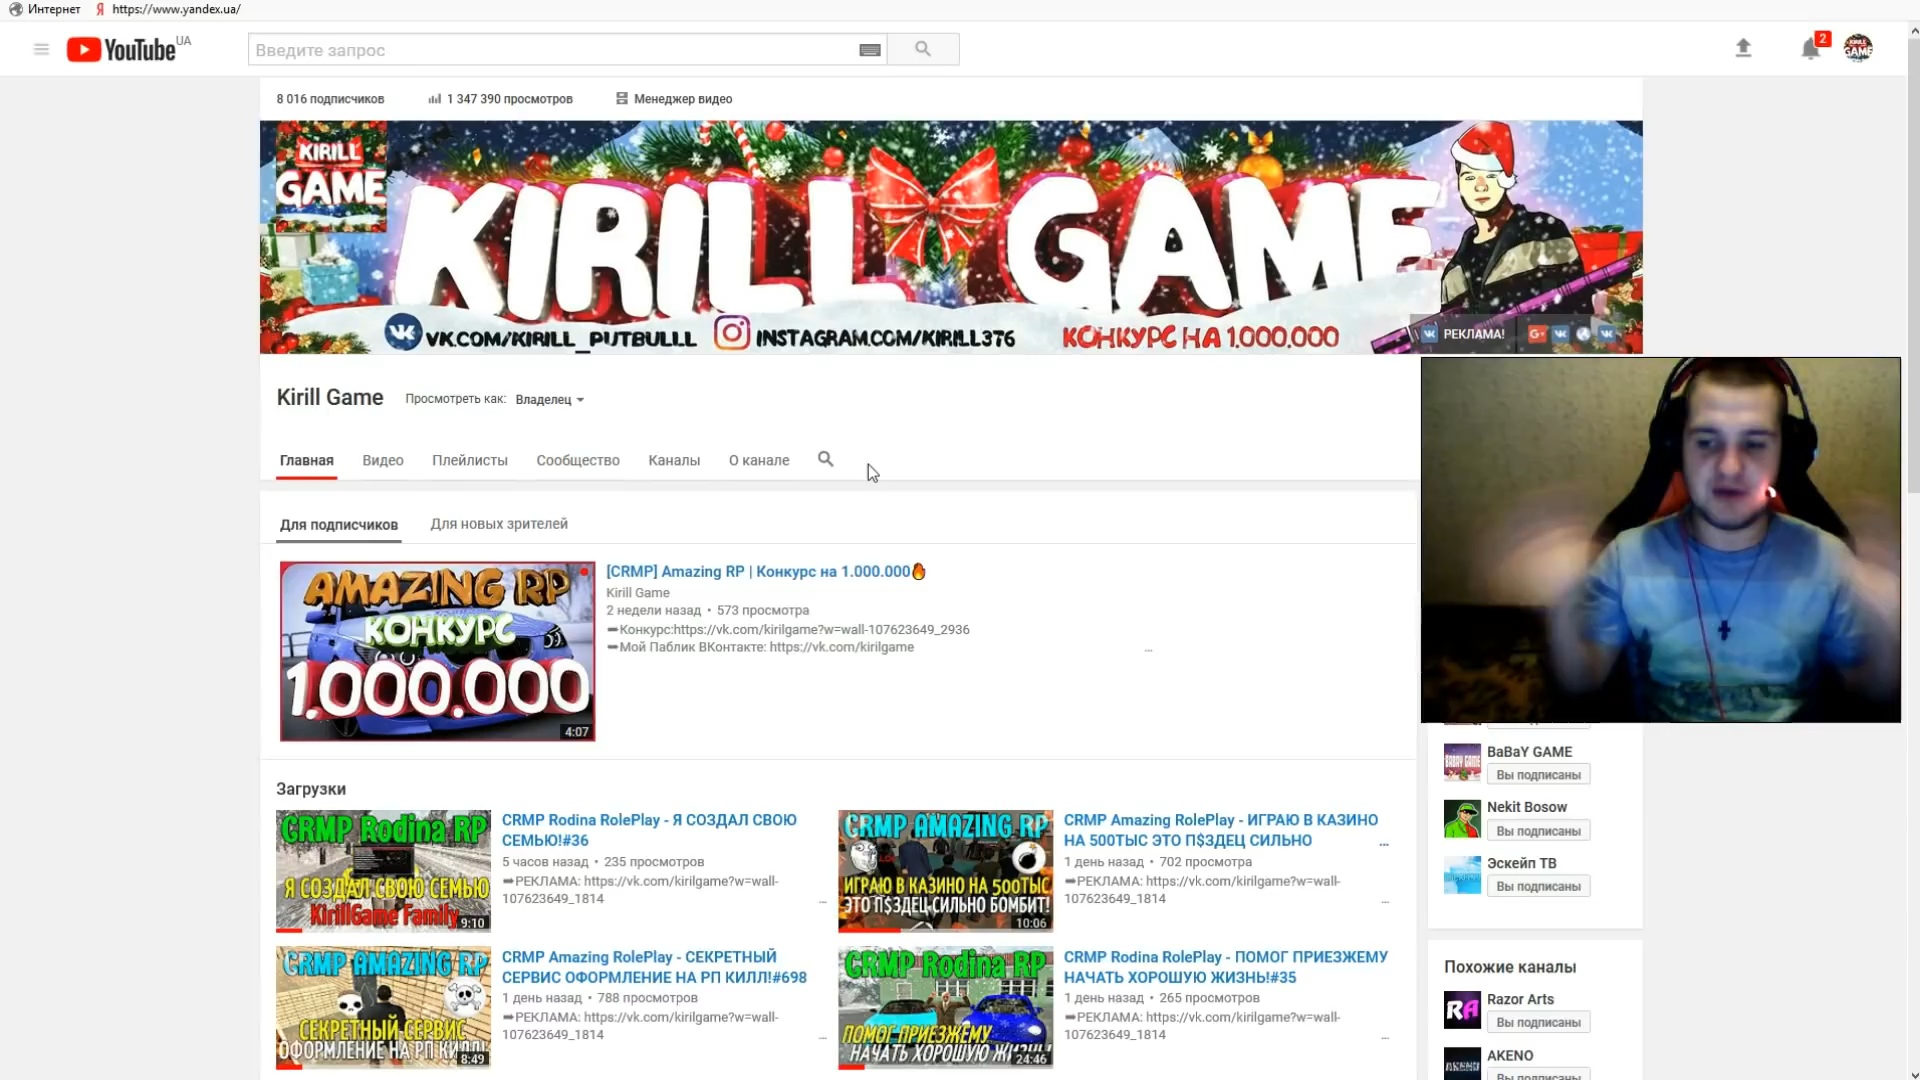 Интернет
https://www.yandex.ua/
YouTube UA
Введите запрос
2
8 016 подписчиков
1 347 390 просмотров
Менеджер видео
KIRILL GAME
KIRILL GAME
VK.COM/KIRILL_PUTBULLL
INSTAGRAM.COM/KIRILL376
КОНКУРС НА 1.000.000
РЕКЛАМА!
Kirill Game
Просмотреть как: Владелец
Главная
Видео
Плейлисты
Сообщество
Каналы
О канале
Для подписчиков
Для новых зрителей
AMAZING RP
КОНКУРС
1.000.000
4:07
[CRMP] Amazing RP | Конкурс на 1.000.000🔥
Kirill Game
2 недели назад • 573 просмотра
➡Конкурс:https://vk.com/kirilgame?w=wall-107623649_2936
➡Мой Паблик ВКонтакте: https://vk.com/kirilgame
...
Загрузки
CRMP Rodina RP
Я СОЗДАЛ СВОЮ СЕМЬЮ
KirillGame Family
9:10
CRMP Rodina RolePlay - Я СОЗДАЛ СВОЮ
СЕМЬЮ!#36
5 часов назад • 235 просмотров
➡РЕКЛАМА: https://vk.com/kirilgame?w=wall-
107623649_1814
...
CRMP AMAZING RP
ИГРАЮ В КАЗИНО НА 500ТЫС
ЭТО П$ЗДЕЦ СИЛЬНО БОМБИТ!
10:06
CRMP Amazing RolePlay - ИГРАЮ В КАЗИНО
НА 500ТЫС ЭТО П$ЗДЕЦ СИЛЬНО
...
1 день назад • 702 просмотра
➡РЕКЛАМА: https://vk.com/kirilgame?w=wall-
107623649_1814
...
CRMP AMAZING RP
СЕКРЕТНЫЙ СЕРВИС
ОФОРМЛЕНИЕ НА РП КИЛЛ!
8:49
CRMP Amazing RolePlay - СЕКРЕТНЫЙ
СЕРВИС ОФОРМЛЕНИЕ НА РП КИЛЛ!#698
1 день назад • 788 просмотров
➡РЕКЛАМА: https://vk.com/kirilgame?w=wall-
107623649_1814
...
CRMP Rodina RP
ПОМОГ ПРИЕЗЖЕМУ
НАЧАТЬ ХОРОШУЮ ЖИЗНЬ
24:46
CRMP Rodina RolePlay - ПОМОГ ПРИЕЗЖЕМУ
НАЧАТЬ ХОРОШУЮ ЖИЗНЬ!#35
1 день назад • 265 просмотров
➡РЕКЛАМА: https://vk.com/kirilgame?w=wall-
107623649_1814
...
BaBaY GAME
Вы подписаны
Nekit Bosow
Вы подписаны
Эскейп ТВ
Вы подписаны
Похожие каналы
RA
Razor Arts
Вы подписаны
AKENO
Вы подписаны